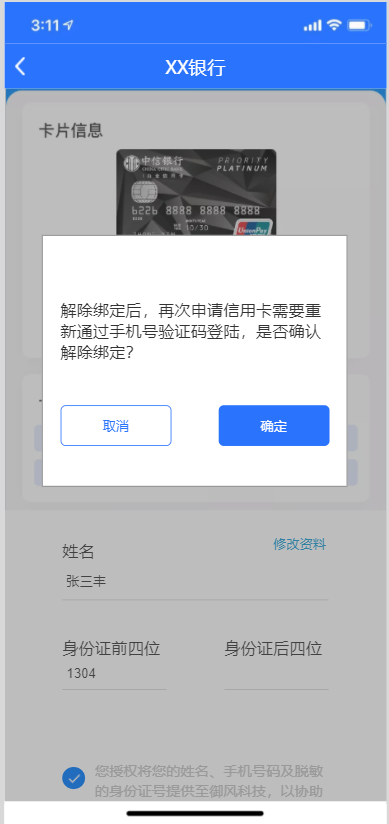 3:11
XX银行
卡片信息
中信银行
CHINA CITIC BANK
PRIORITY
PLATINUM
6226 8888 8888 8888
10/30
UnionPay
解除绑定后，再次申请信用卡需要重
新通过手机号验证码登陆，是否确认
解除绑定？
取消
确定
修改资料
姓名
张三丰
身份证前四位
身份证后四位
1304
您授权将您的姓名、手机号码及脱敏
的身份证号提供至御风科技，以协助